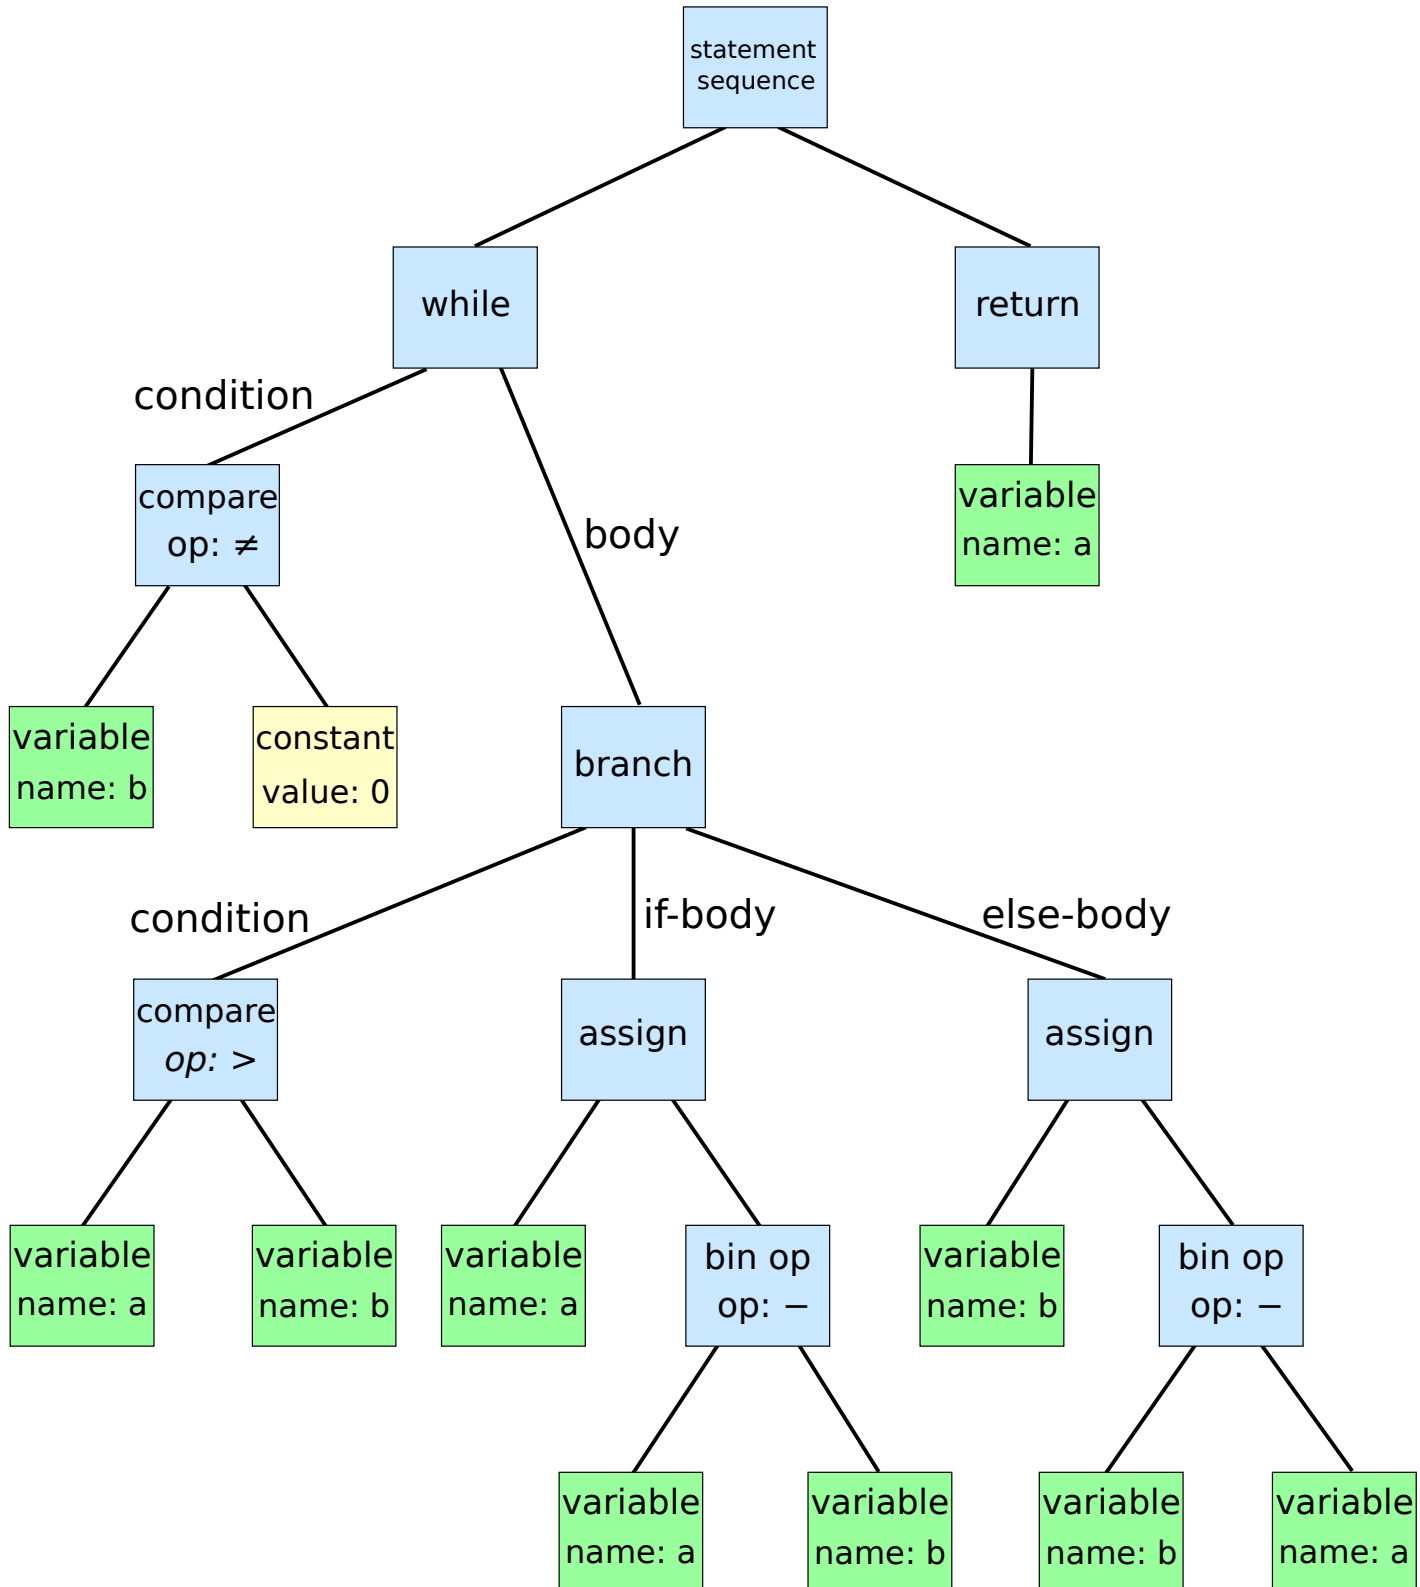 statement
sequence
while
return
condition
compare
op: ≠
body
variable
name: a
variable
name: b
constant
value: 0
branch
condition
if-body
else-body
compare
op: >
assign
assign
variable
name: a
variable
name: b
variable
name: a
bin op
op: −
variable
name: b
bin op
op: −
variable
name: a
variable
name: b
variable
name: b
variable
name: a